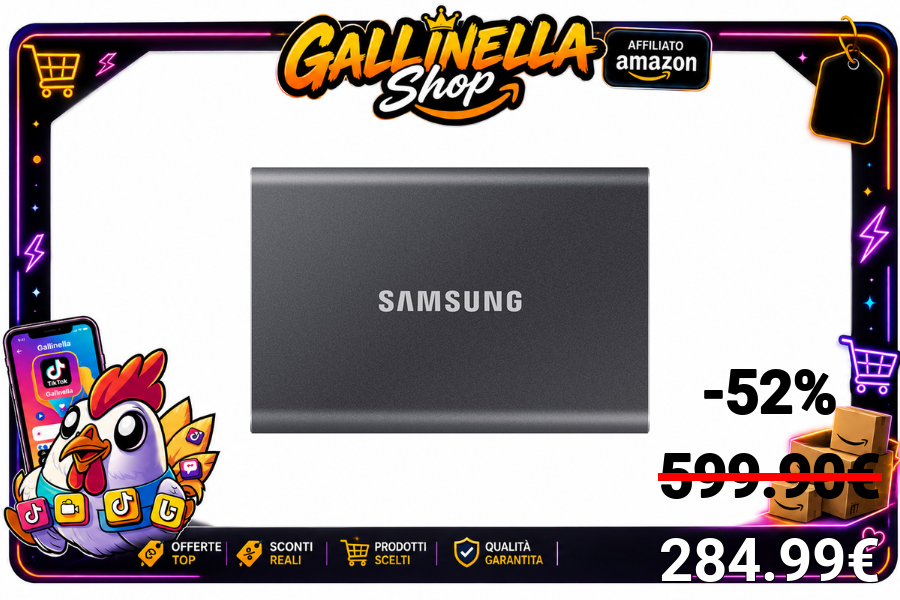 GALLINELLA
Shop
AFFILIATO
amazon
SAMSUNG
Gallinella
TikTok
Gallinella
-52%
599.90€
284.99€
OFFERTE
TOP
SCONTI
REALI
PRODOTTI
SCELTI
QUALITÀ
GARANTITA